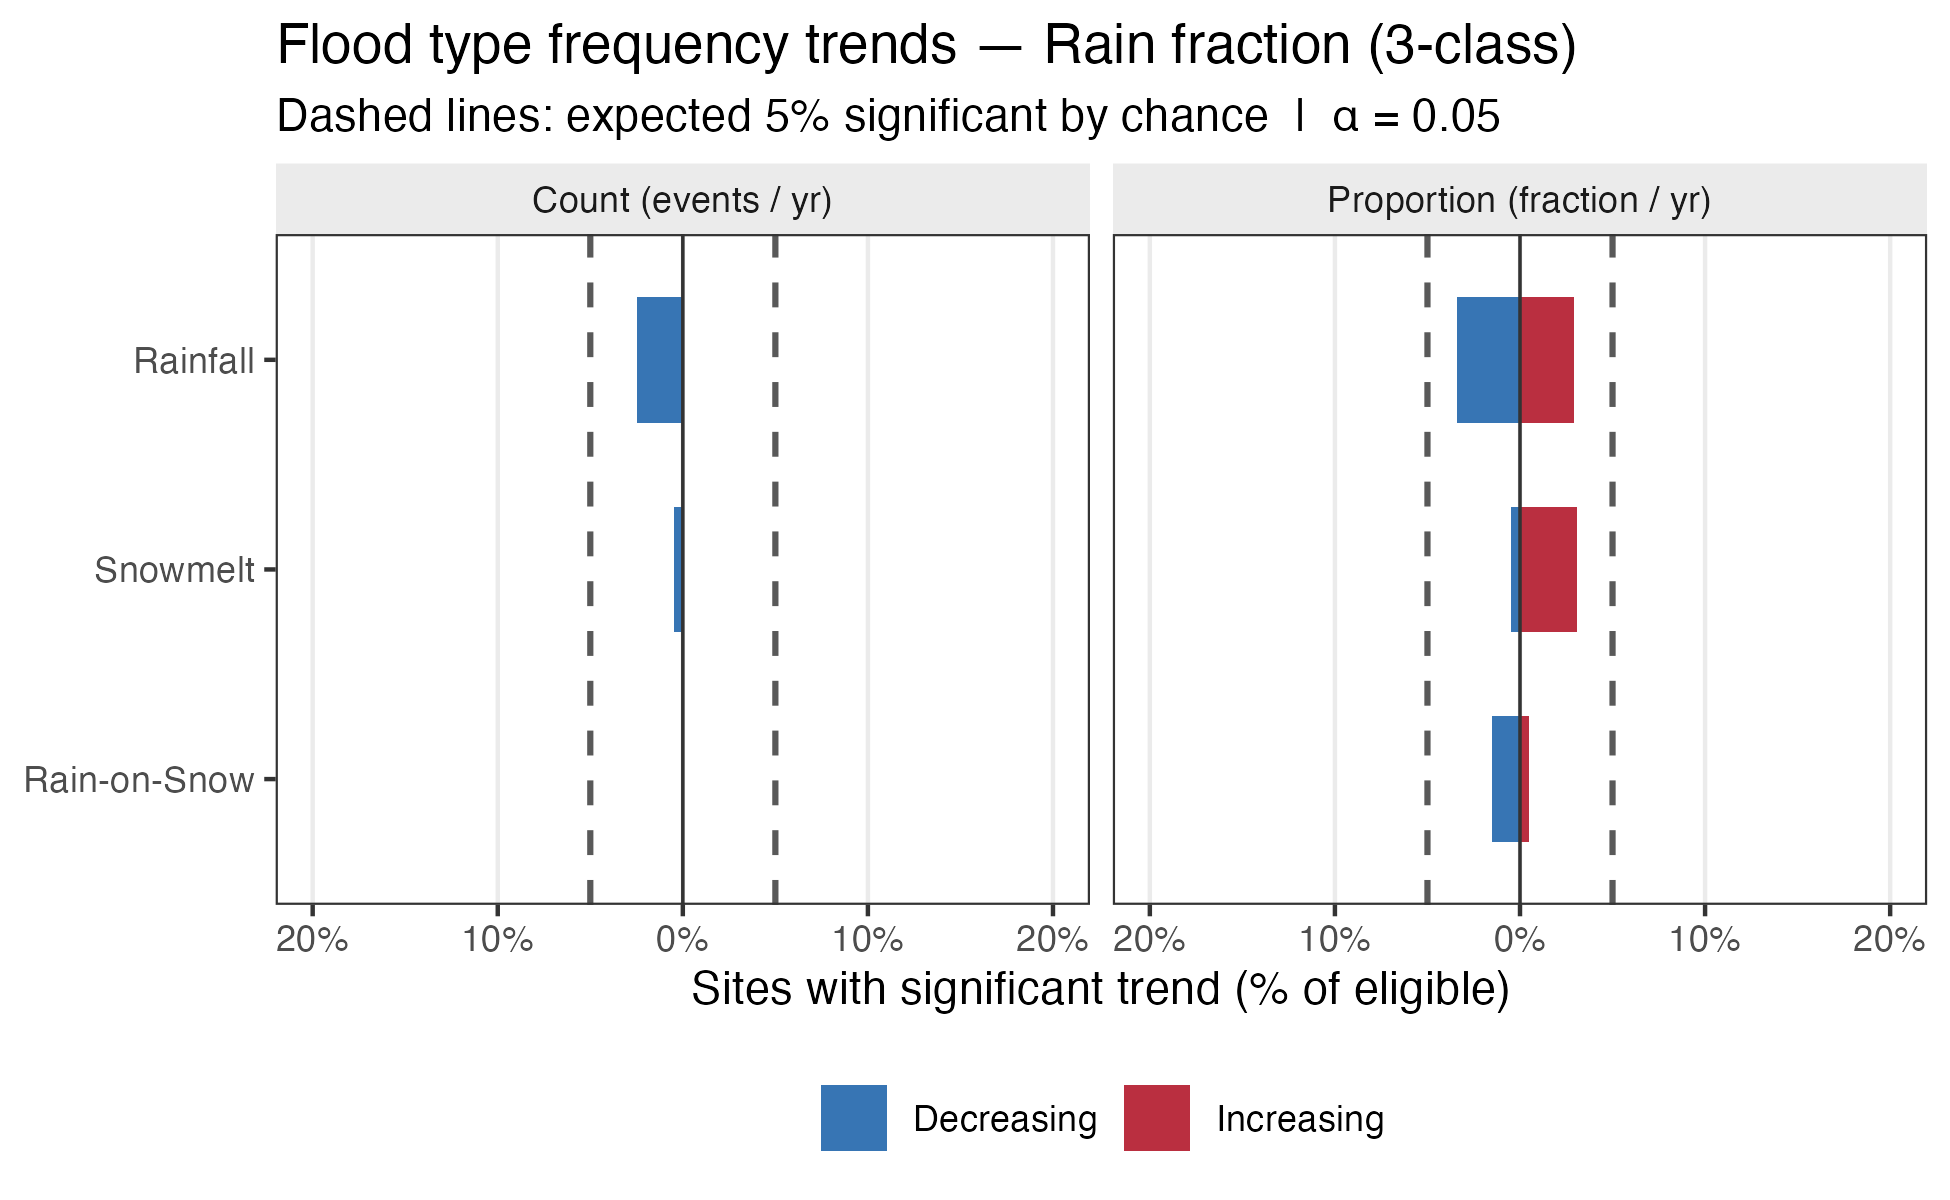 Flood type frequency trends — Rain fraction (3-class)
Dashed lines: expected 5% significant by chance | α = 0.05
Count (events / yr)
Proportion (fraction / yr)
Rainfall
Snowmelt
Rain-on-Snow
20% 10% 0% 10% 20%
20% 10% 0% 10% 20%
Sites with significant trend (% of eligible)
Decreasing
Increasing